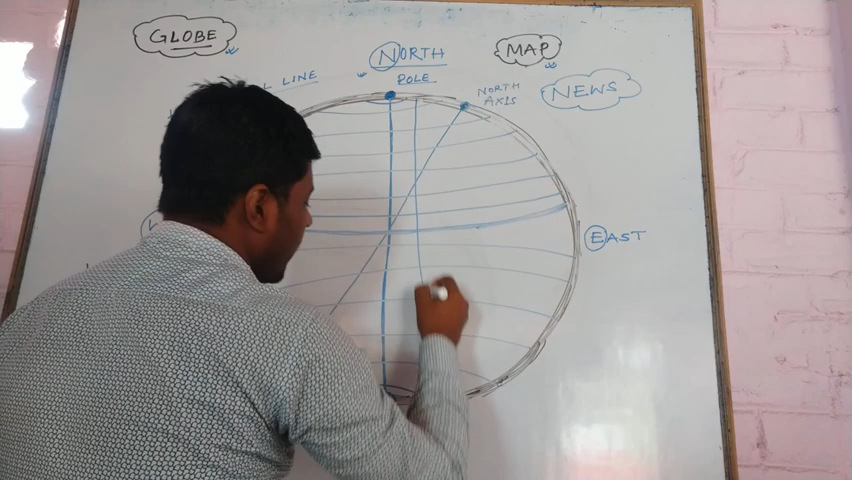 GLOBE
NORTH
POLE
MAP
NEWS
LINE
NORTH
AXIS
EAST